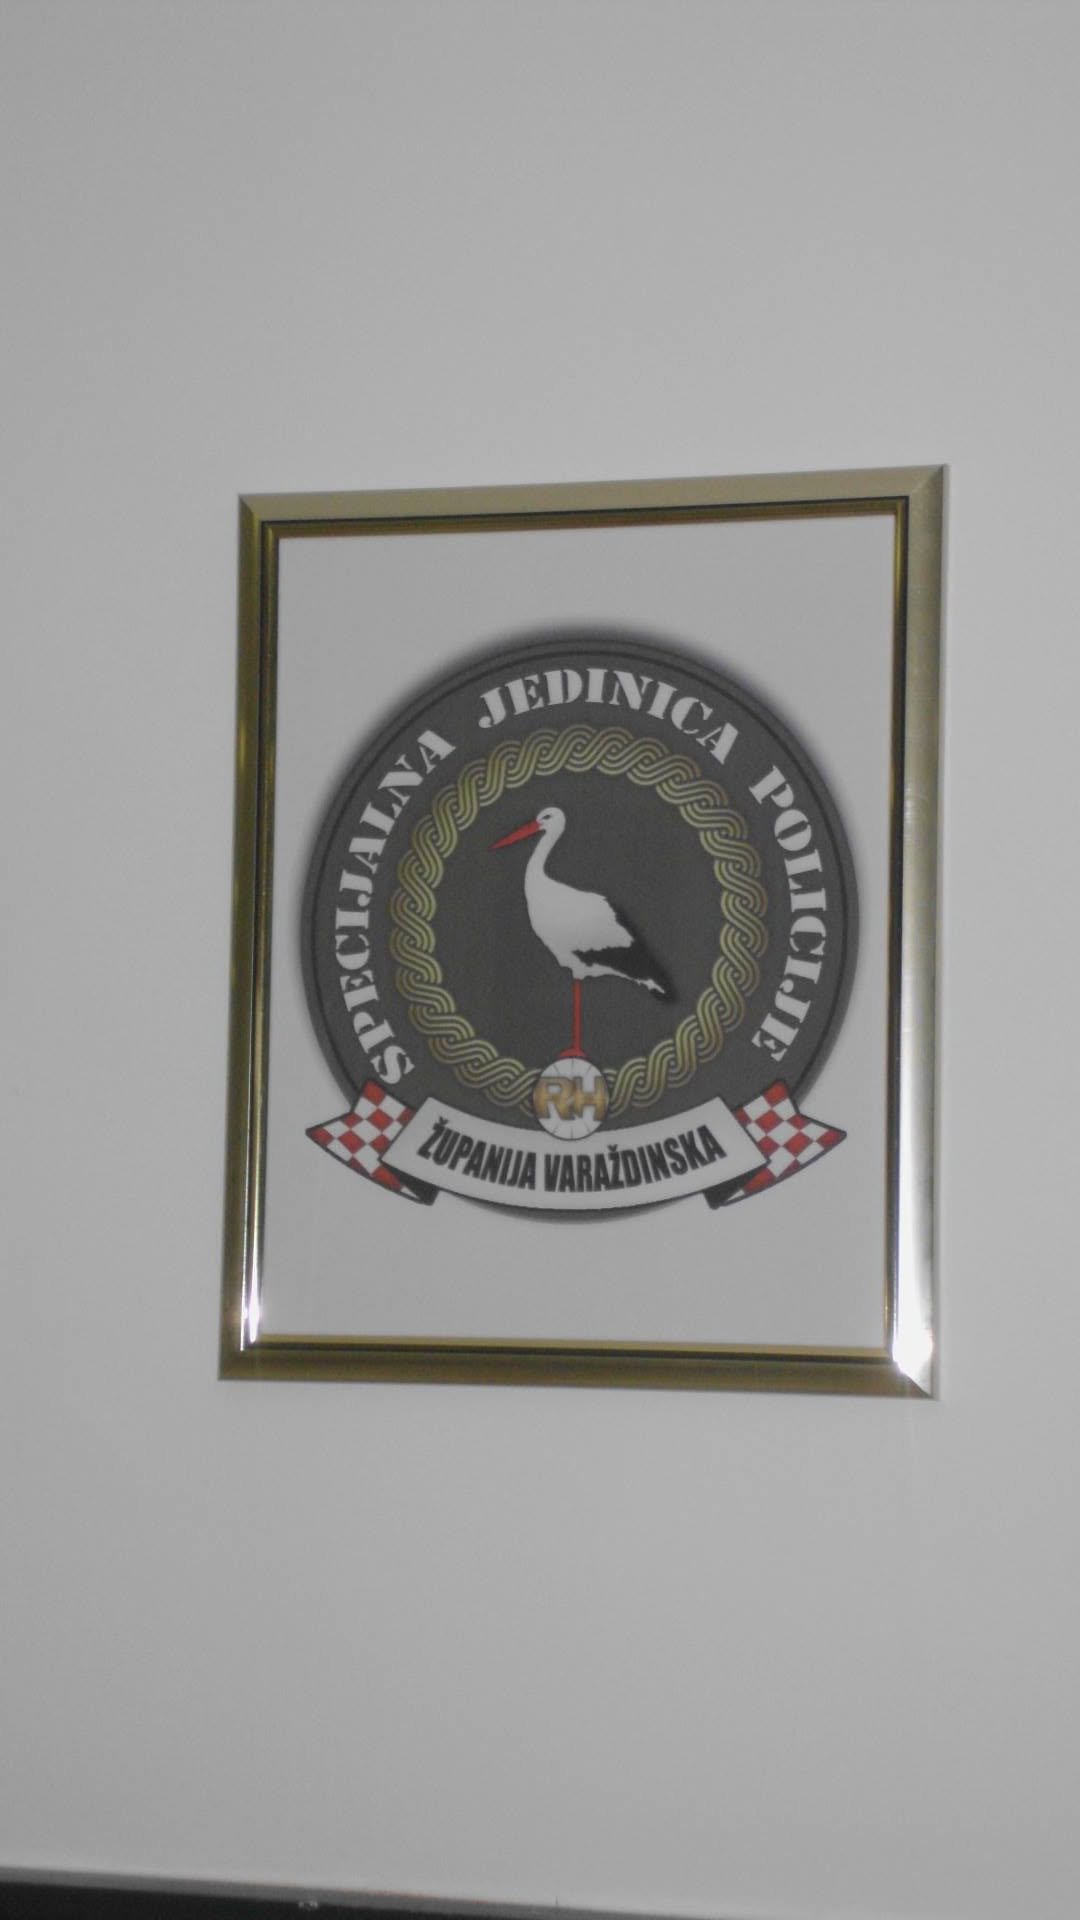 SPECIJALNA JEDINICA POLICIJE
RH
ŽUPANIJA VARAŽDINSKA